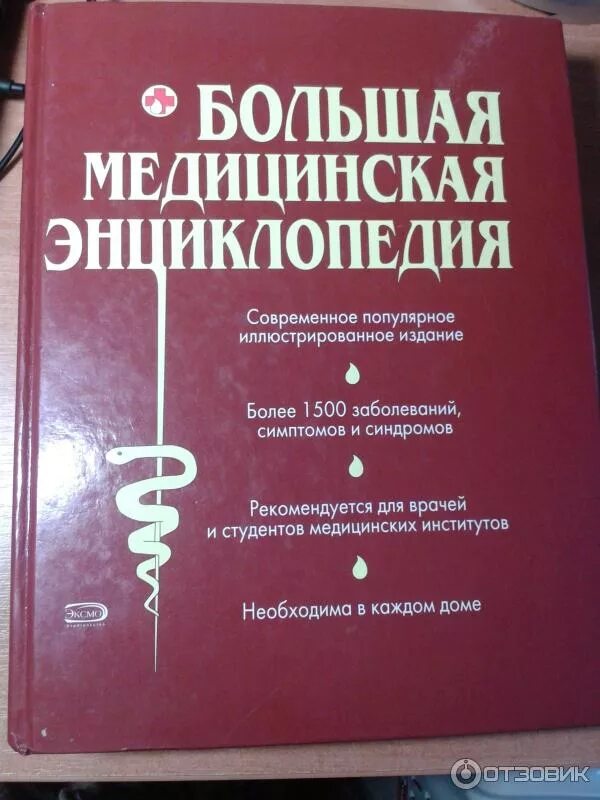 БОЛЬШАЯ
МЕДИЦИНСКАЯ
ЭНЦИКЛОПЕДИЯ
Современное популярное
иллюстрированное издание
Более 1500 заболеваний,
симптомов и синдромов
Рекомендуется для врачей
и студентов медицинских институтов
Необходима в каждом доме
ЭКСМО
ОТЗОВИК